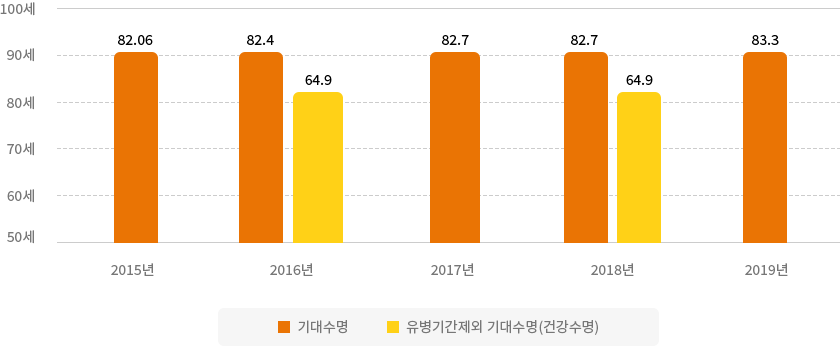 100세
90세
80세
70세
60세
50세
82.06
82.4
64.9
82.7
82.7
64.9
83.3
2015년
2016년
2017년
2018년
2019년
기대수명
유병기간제외 기대수명(건강수명)